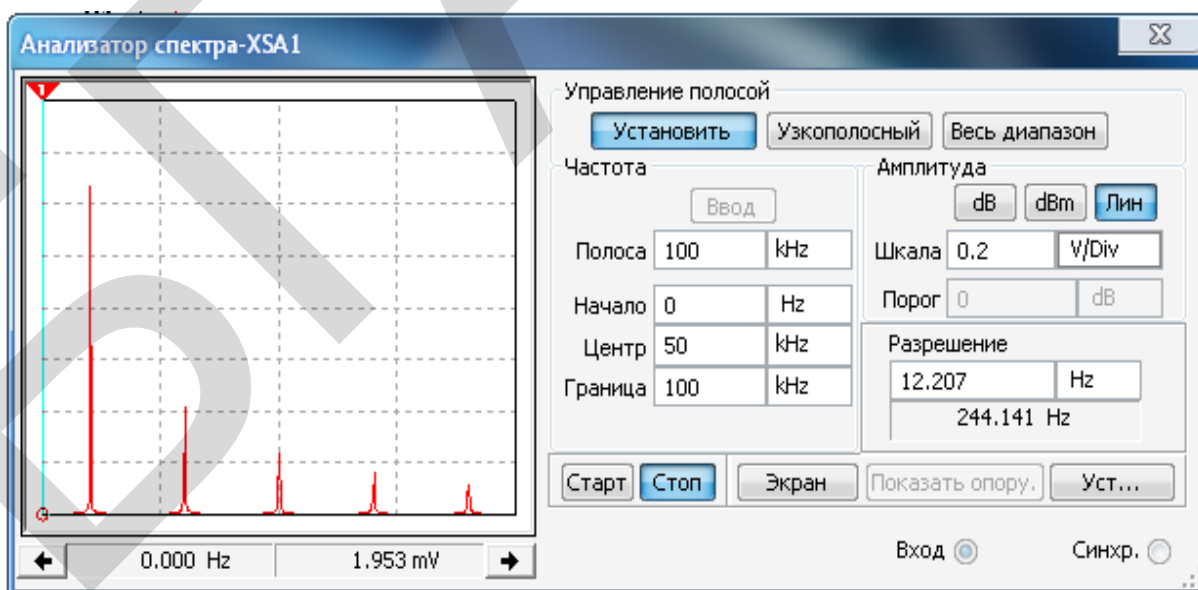 Анализатор спектра-XSA1
1
Управление полосой
Установить Узкополосный Весь диапазон
Частота
Ввод
Полоса 100 kHz
Начало 0 Hz
Центр 50 kHz
Граница 100 kHz
Амплитуда
dB dBm Лин
Шкала 0.2 V/Div
Порог 0 dB
Разрешение
12.207 Hz
244.141 Hz
Старт Стоп Экран Показать опору. Уст...
0.000 Hz 1.953 mV
Вход Синхр.